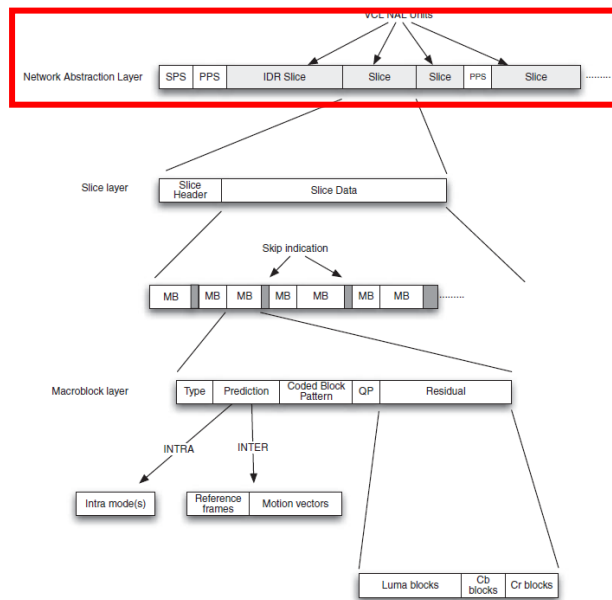 VCL NAL Units
Network Abstraction Layer
SPS PPS IDR Slice Slice Slice PPS Slice ........
Slice layer
Slice
Header
Slice Data
Skip indication
MB MB MB MB MB MB MB .........
Macroblock layer
Type Prediction
Coded Block
Pattern
QP Residual
INTRA
INTER
Intra mode(s)
Reference
frames
Motion vectors
Luma blocks
Cb
blocks
Cr blocks